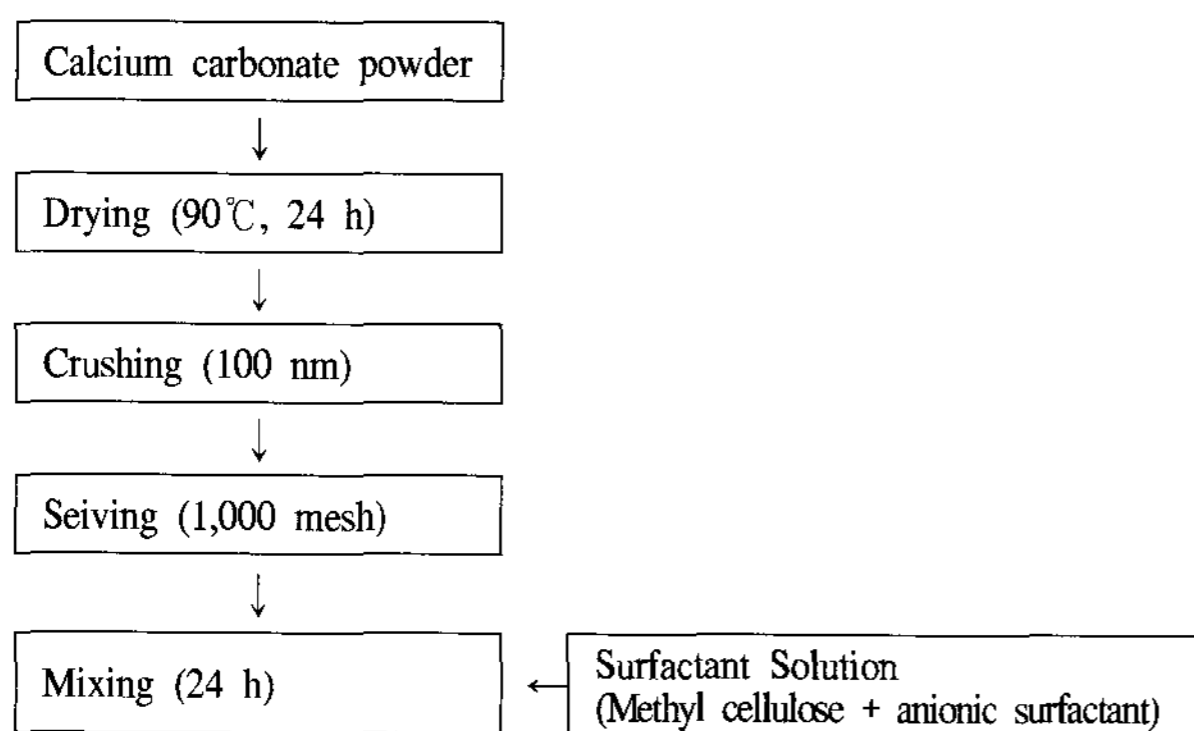 Calcium carbonate powder
↓
Drying (90℃, 24 h)
↓
Crushing (100 nm)
↓
Seiving (1,000 mesh)
↓
Mixing (24 h)
←
Surfactant Solution
(Methyl cellulose + anionic surfactant)